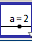 a = 2